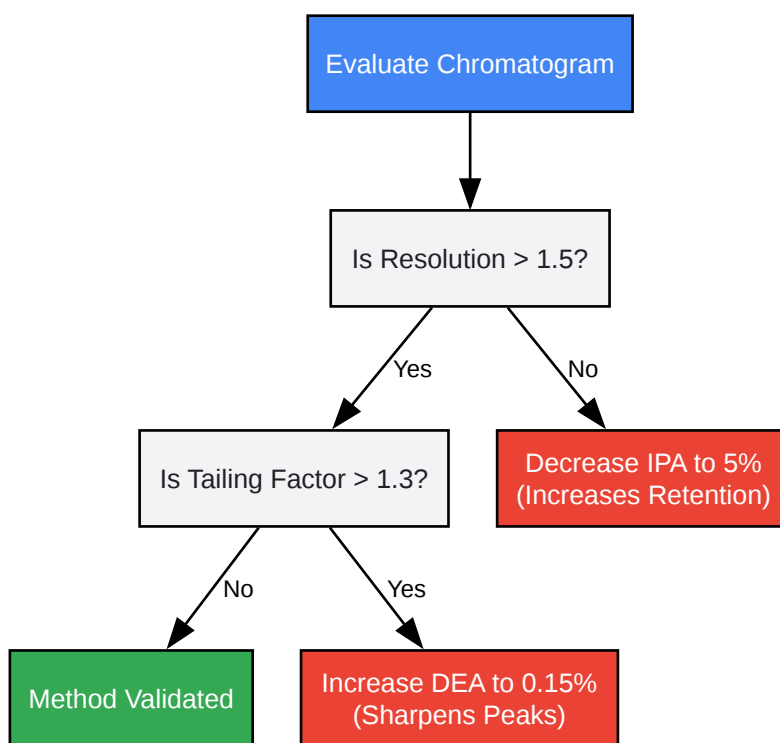 Evaluate Chromatogram
Is Resolution > 1.5?
Yes
No
Is Tailing Factor > 1.3?
Decrease IPA to 5%
(Increases Retention)
No
Yes
Method Validated
Increase DEA to 0.15%
(Sharpens Peaks)